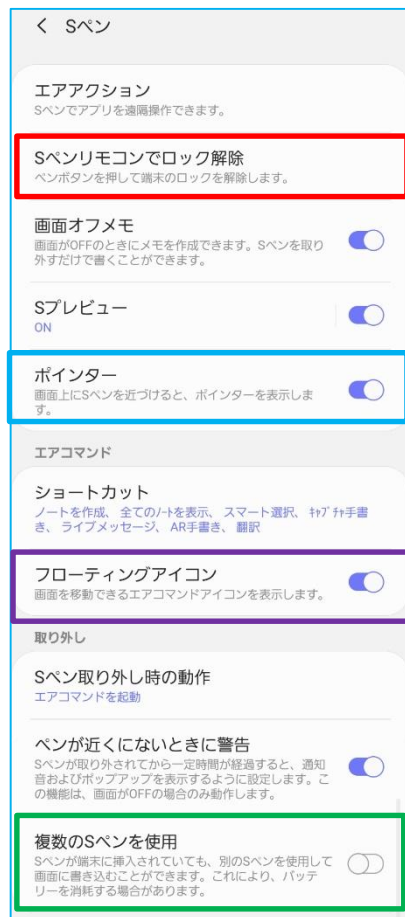 Sペン
エアアクション
Sペンでアプリを遠隔操作できます。
Sペンリモコンでロック解除
ペンボタンを押して端末のロックを解除します。
画面オフメモ
画面がOFFのときにメモを作成できます。Sペンを取り
外すだけで書くことができます。
Sプレビュー
ON
ポインター
画面上にSペンを近づけると、ポインターを表示しま
す。
エアコマンド
ショートカット
ノートを作成、 全てのﾉｰﾄを表示、 スマート選択、 ｷｬﾌﾟﾁｬ手書
き、 ライブメッセージ、 AR手書き、 翻訳
フローティングアイコン
画面を移動できるエアコマンドアイコンを表示します。
取り外し
Sペン取り外し時の動作
エアコマンドを起動
ペンが近くにないときに警告
Sペンが取り外されてから一定時間が経過すると、通知
音およびポップアップを表示するように設定します。こ
の機能は、画面がOFFの場合のみ動作します。
複数のSペンを使用
Sペンが端末に挿入されていても、別のSペンを使用して
画面に書き込むことができます。これにより、バッテ
リーを消耗する場合があります。